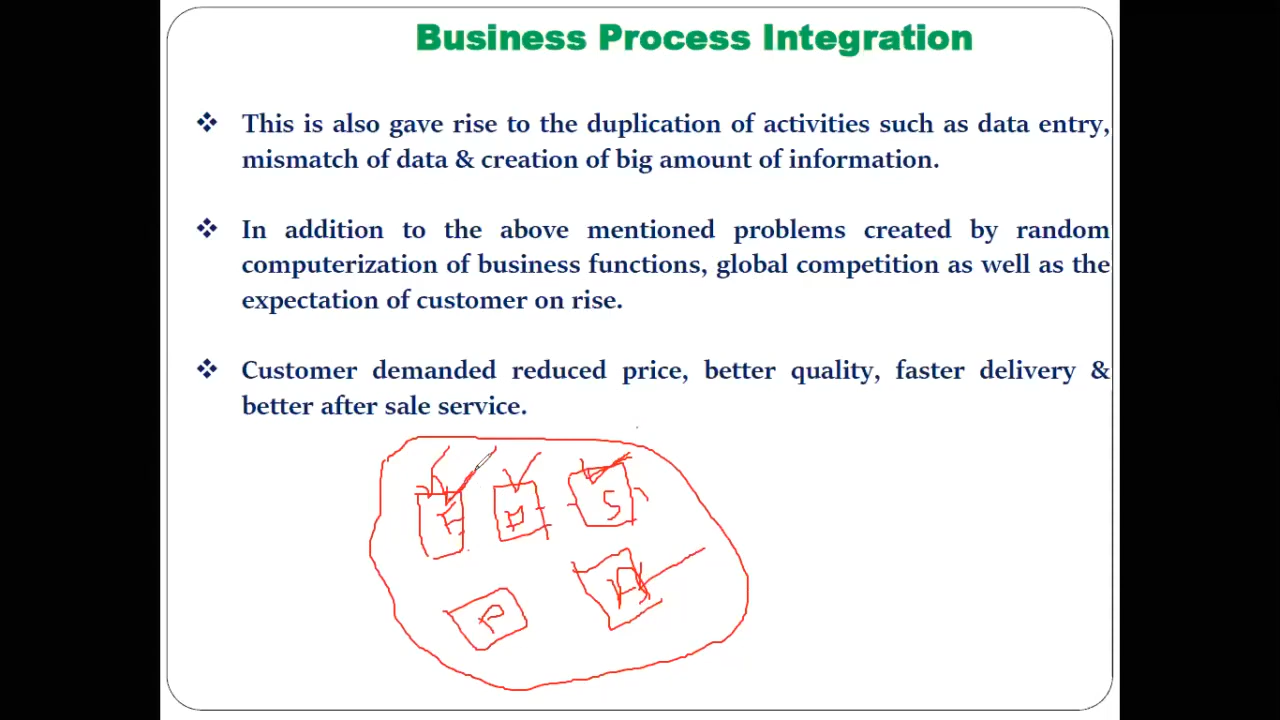 Business Process Integration
❖ This is also gave rise to the duplication of activities such as data entry,
mismatch of data & creation of big amount of information.
❖ In addition to the above mentioned problems created by random
computerization of business functions, global competition as well as the
expectation of customer on rise.
❖ Customer demanded reduced price, better quality, faster delivery &
better after sale service.
F
S
P